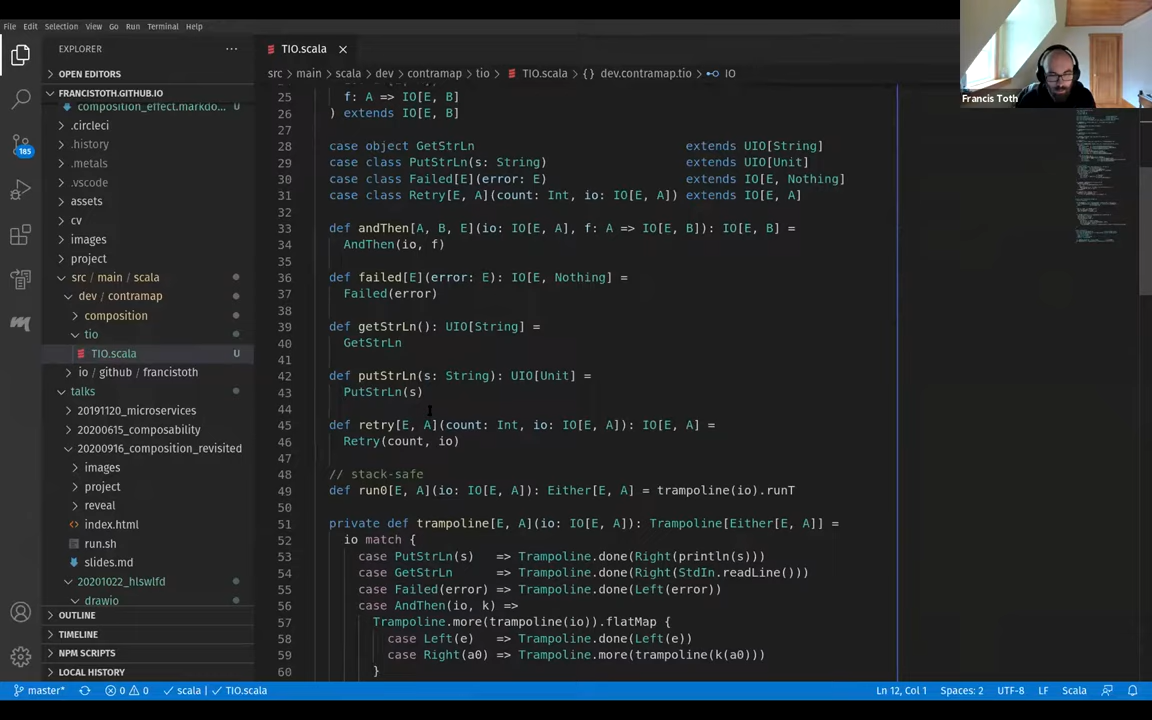 File Edit Selection View Go Run Terminal Help
EXPLORER
TIO.scala
OPEN EDITORS
src > main > scala > dev > contramap > tio > TIO.scala > {} dev.contramap.tio > IO
Francis Toth
FRANCISTOTH.GITHUB.IO
composition_effect.markdo... U
.circleci
.history
.metals
.vscode
assets
cv
images
project
src / main / scala
dev / contramap
composition
tio
TIO.scala U
io / github / francistoth
talks
20191120_microservices
20200615_composability
20200916_composition_revisited
images
project
reveal
index.html
run.sh
slides.md
20201022_hlswlfd
drawio
OUTLINE
TIMELINE
NPM SCRIPTS
LOCAL HISTORY
185
25 f: A => IO[E, B]
26 ) extends IO[E, B]
27
28 case object GetStrLn extends UIO[String]
29 case class PutStrLn(s: String) extends UIO[Unit]
30 case class Failed[E](error: E) extends IO[E, Nothing]
31 case class Retry[E, A](count: Int, io: IO[E, A]) extends IO[E, A]
32
33 def andThen[A, B, E](io: IO[E, A], f: A => IO[E, B]): IO[E, B] =
34 AndThen(io, f)
35
36 def failed[E](error: E): IO[E, Nothing] =
37 Failed(error)
38
39 def getStrLn(): UIO[String] =
40 GetStrLn
41
42 def putStrLn(s: String): UIO[Unit] =
43 PutStrLn(s)
44
45 def retry[E, A](count: Int, io: IO[E, A]): IO[E, A] =
46 Retry(count, io)
47
48 // stack-safe
49 def run0[E, A](io: IO[E, A]): Either[E, A] = trampoline(io).runT
50
51 private def trampoline[E, A](io: IO[E, A]): Trampoline[Either[E, A]] =
52 io match {
53 case PutStrLn(s) => Trampoline.done(Right(println(s)))
54 case GetStrLn => Trampoline.done(Right(StdIn.readLine()))
55 case Failed(error) => Trampoline.done(Left(error))
56 case AndThen(io, k) =>
57 Trampoline.more(trampoline(io)).flatMap {
58 case Left(e) => Trampoline.done(Left(e))
59 case Right(a0) => Trampoline.more(trampoline(k(a0)))
60 }
master* 0 0 scala TIO.scala
Ln 12, Col 1 Spaces: 2 UTF-8 LF Scala